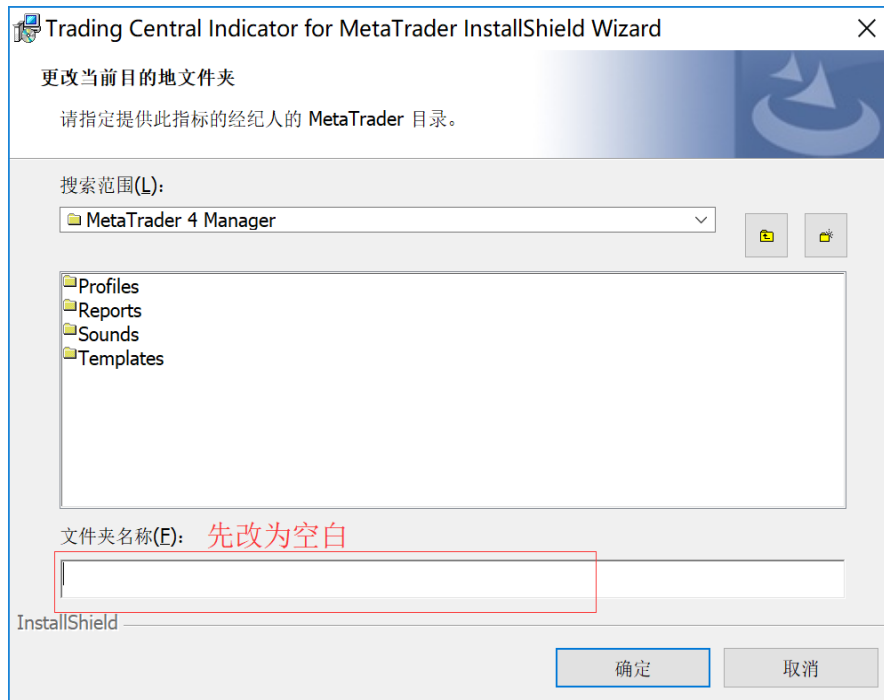 Trading Central Indicator for MetaTrader InstallShield Wizard
更改当前目的地文件夹
请指定提供此指标的经纪人的 MetaTrader 目录。
搜索范围(L):
MetaTrader 4 Manager
Profiles
Reports
Sounds
Templates
文件夹名称(F): 先改为空白
InstallShield
确定 取消